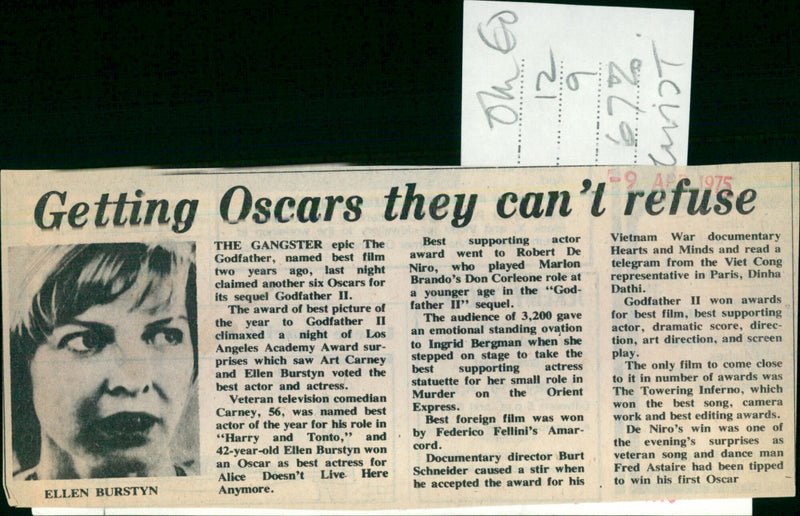 12
9
-9 APR 1975
Getting Oscars they can't refuse
THE GANGSTER epic The
Godfather, named best film
two years ago, last night
claimed another six Oscars for
its sequel Godfather II.
The award of best picture of
the year to Godfather II
climaxed a night of Los
Angeles Academy Award sur-
prises which saw Art Carney
and Ellen Burstyn voted the
best actor and actress.
Veteran television comedian
Carney, 56, was named best
actor of the year for his role in
"Harry and Tonto," and
42-year-old Ellen Burstyn won
an Oscar as best actress for
Alice Doesn't Live Here
Anymore.
ELLEN BURSTYN
Best supporting actor
award went to Robert De
Niro, who played Marlon
Brando's Don Corleone role at
a younger age in the "God-
father II" sequel.
The audience of 3,200 gave
an emotional standing ovation
to Ingrid Bergman when she
stepped on stage to take the
best supporting actress
statuette for her small role in
Murder on the Orient
Express.
Best foreign film was won
by Federico Fellini's Amar-
cord.
Documentary director Burt
Schneider caused a stir when
he accepted the award for his
Vietnam War documentary
Hearts and Minds and read a
telegram from the Viet Cong
representative in Paris, Dinha
Dathi.
Godfather II won awards
for best film, best supporting
actor, dramatic score, direc-
tion, art direction, and screen
play.
The only film to come close
to it in number of awards was
The Towering Inferno, which
won the best song, camera
work and best editing awards.
De Niro's win was one of
the evening's surprises as
veteran song and dance man
Fred Astaire had been tipped
to win his first Oscar